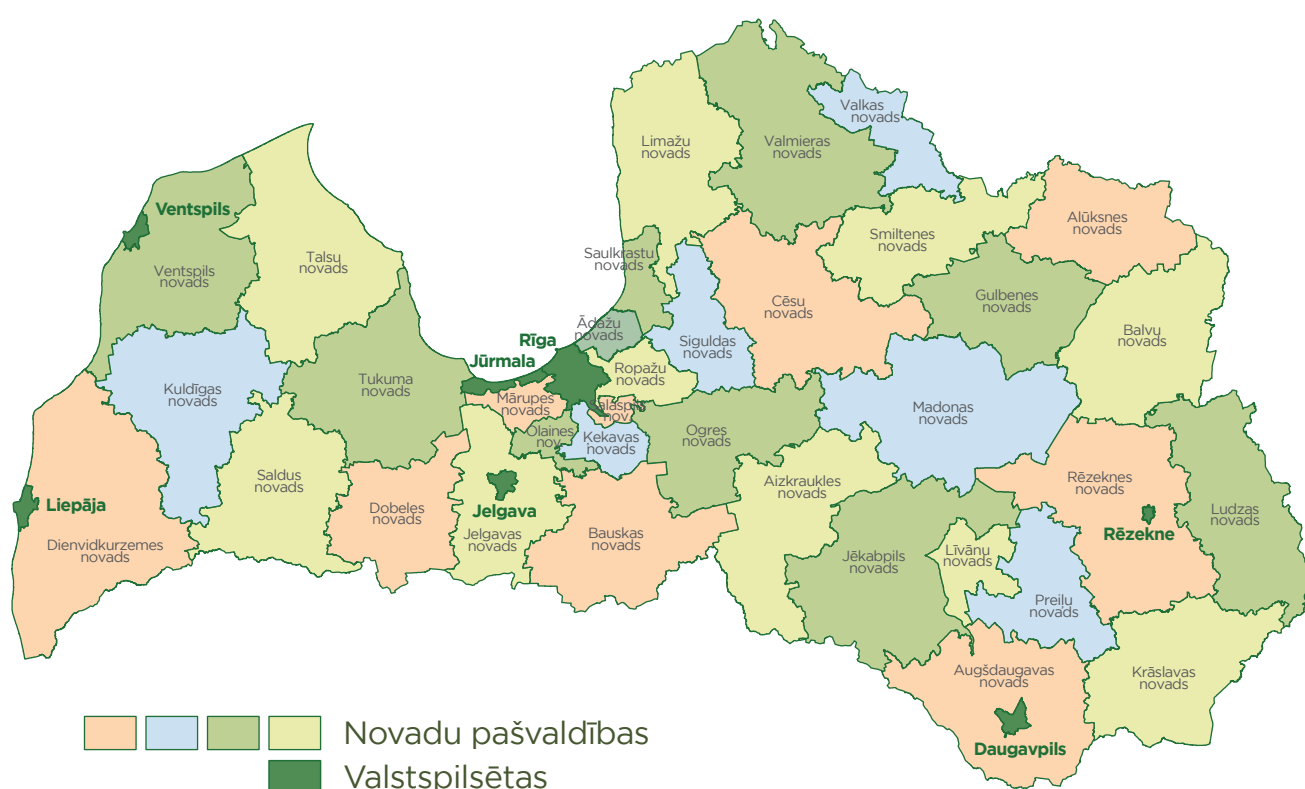 Valkas
novads
Limažu
novads
Valmieras
novads
Ventspils
Alūksnes
novads
Smiltenes
novads
Saulkrastu
novads
Talsu
novads
Ventspils
novads
Cēsu
novads
Gulbenes
novads
Ādažu
novads
Balvu
novads
Rīga
Siguldas
novads
Jūrmala
Ropažu
novads
Tukuma
novads
Kuldīgas
novads
Mārupes
novads
Salaspils
nov.
Madonas
novads
Olaines
nov.
Ķekavas
novads
Ogres
novads
Saldus
novads
Aizkraukles
novads
Rēzeknes
novads
Liepāja
Dobeles
novads
Jelgava
Ludzas
novads
Rēzekne
Dienvidkurzemes
novads
Jelgavas
novads
Bauskas
novads
Jēkabpils
novads
Līvānu
novads
Preiļu
novads
Augšdaugavas
novads
Krāslavas
novads
Daugavpils
Novadu pašvaldības
Valstspilsētas